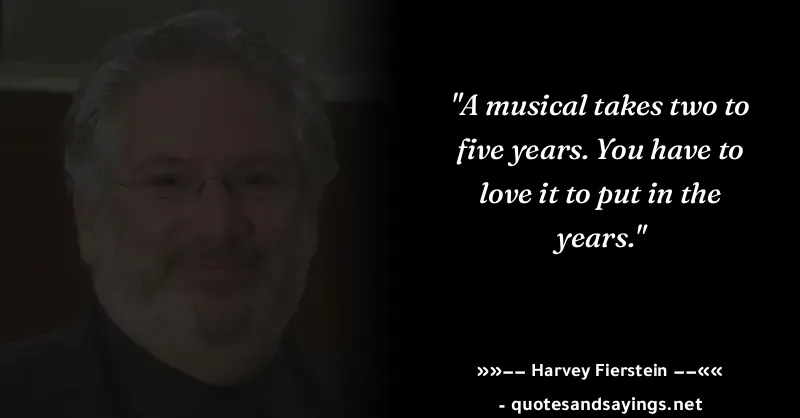 "A musical takes two to
five years. You have to
love it to put in the
years."
»»−− Harvey Fierstein −−««
- quotesandsayings.net